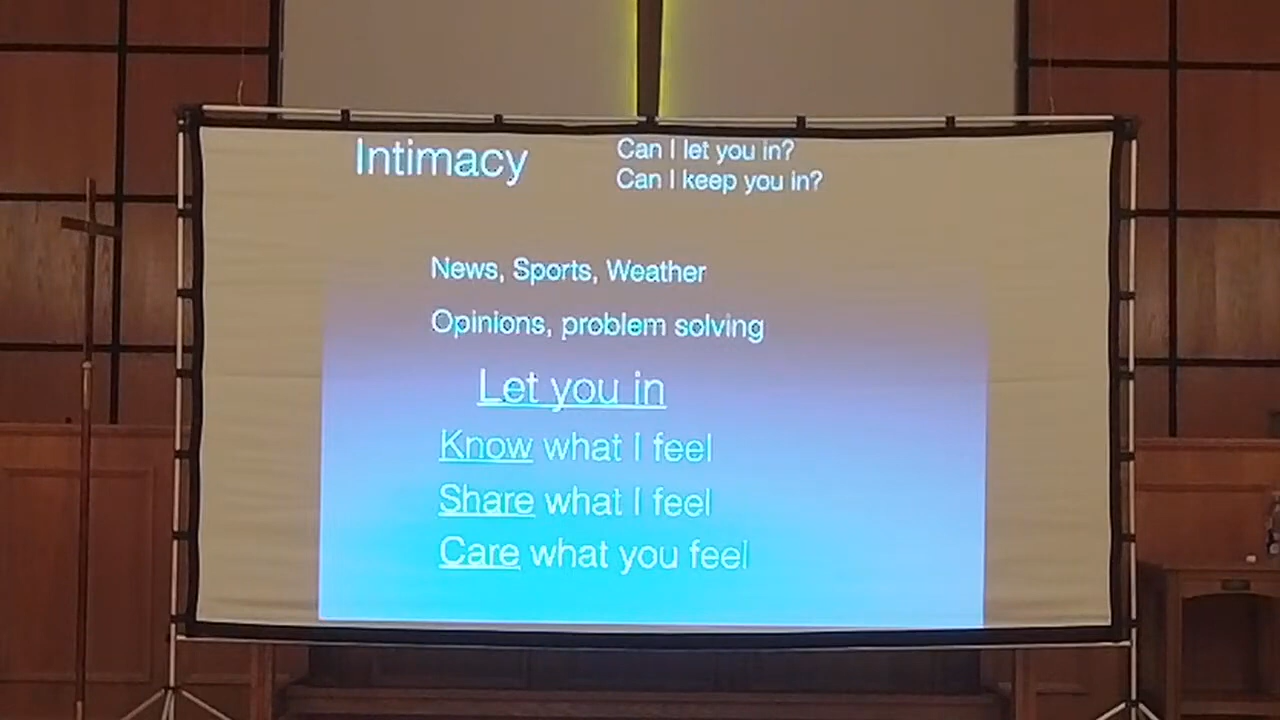 Intimacy
Can I let you in?
Can I keep you in?
News, Sports, Weather
Opinions, problem solving
Let you in
Know what I feel
Share what I feel
Care what you feel